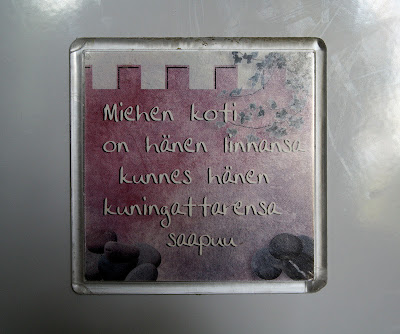 Miehen koti
on hänen linnansa
kunnes hänen
kuningattarensa
saapuu